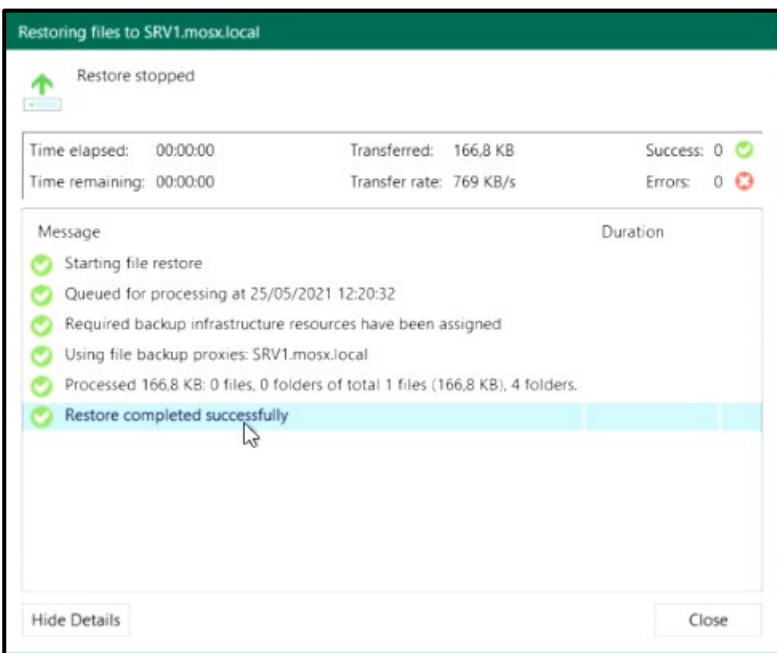 Restoring files to SRV1.mosx.local
Restore stopped
Time elapsed: 00:00:00 Transferred: 166,8 KB Success: 0
Time remaining: 00:00:00 Transfer rate: 769 KB/s Errors: 0
Message Duration
Starting file restore
Queued for processing at 25/05/2021 12:20:32
Required backup infrastructure resources have been assigned
Using file backup proxies: SRV1.mosx.local
Processed 166,8 KB: 0 files, 0 folders of total 1 files (166,8 KB), 4 folders.
Restore completed successfully
Hide Details Close